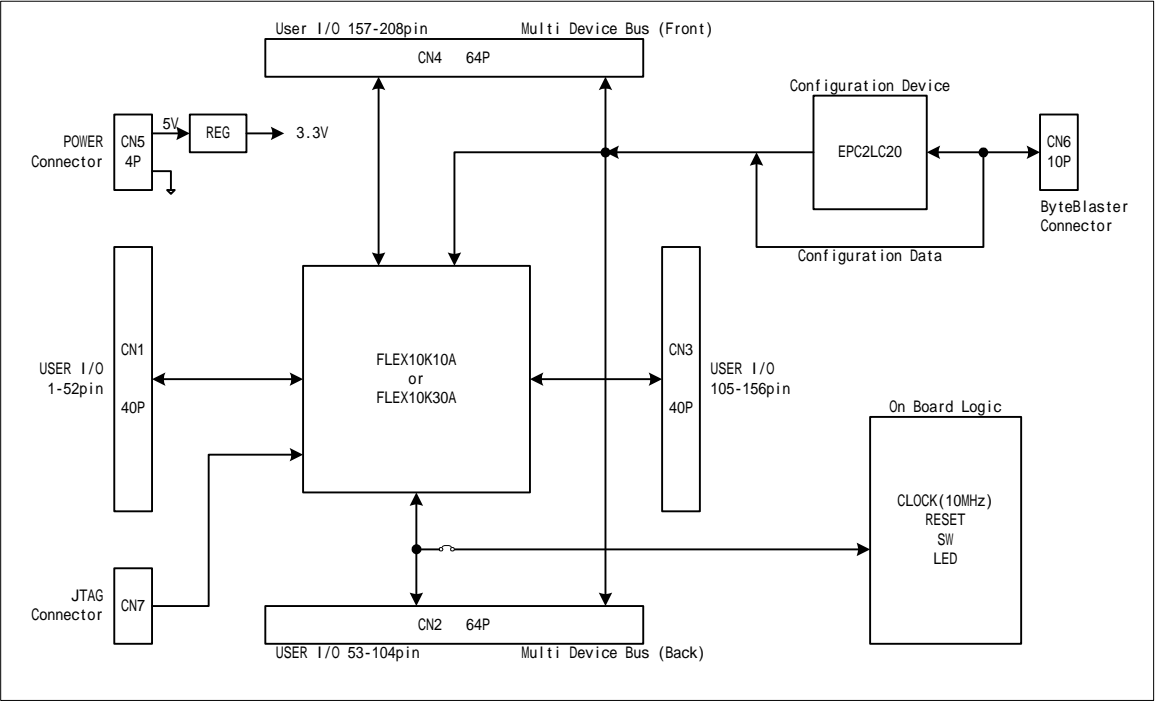 User I/O 157-208pin
Multi Device Bus (Front)
CN4 64P
Configuration Device
POWER
Connector
CN5
4P
5V
REG
3.3V
EPC2LC20
CN6
10P
ByteBlaster
Connector
Configuration Data
USER I/O
1-52pin
CN1
40P
FLEX10K10A
or
FLEX10K30A
CN3
40P
USER I/O
105-156pin
On Board Logic
CLOCK(10MHz)
RESET
SW
LED
JTAG
Connector
CN7
CN2 64P
USER I/O 53-104pin
Multi Device Bus (Back)